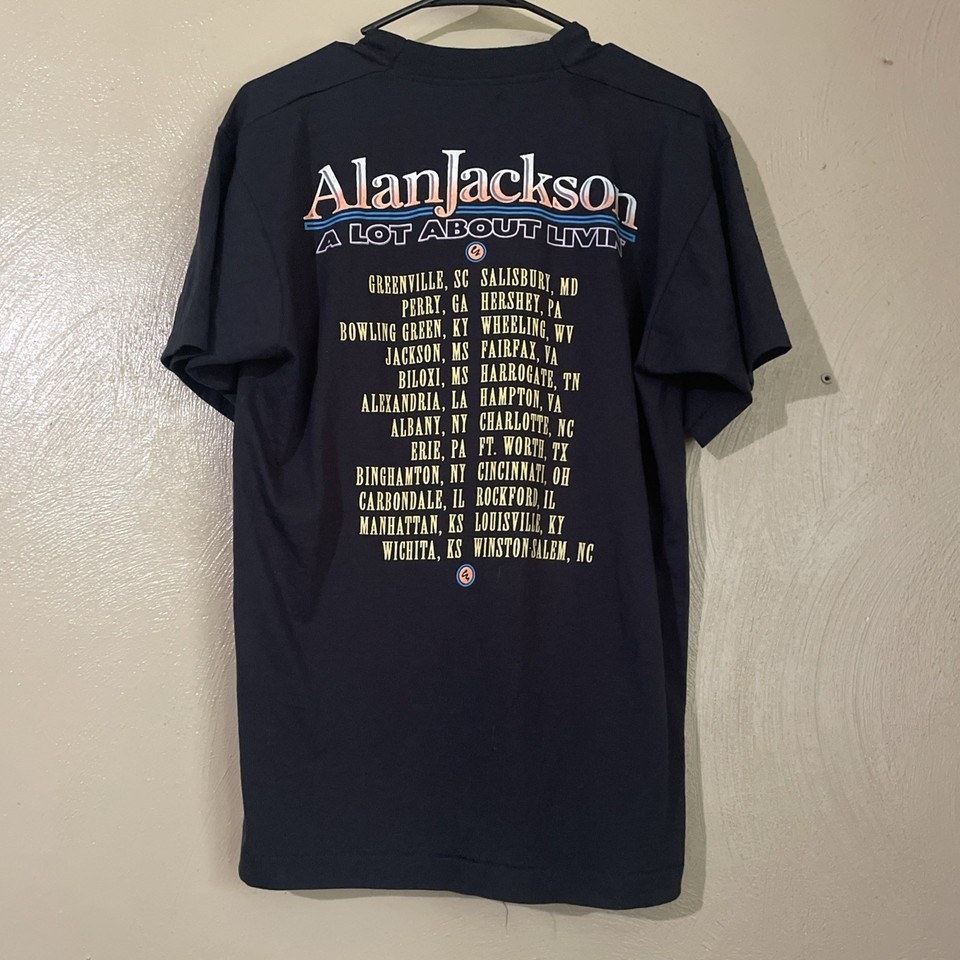 AlanJackson
A LOT ABOUT LIVIN'
GREENVILLE, SC SALISBURY, MD
PERRY, GA HERSHEY, PA
BOWLING GREEN, KY WHEELING, WV
JACKSON, MS FAIRFAX, VA
BILOXI, MS HARROGATE, TN
ALEXANDRIA, LA HAMPTON, VA
ALBANY, NY CHARLOTTE, NC
ERIE, PA FT. WORTH, TX
BINGHAMTON, NY CINCINNATI, OH
CARBONDALE, IL ROCKFORD, IL
MANHATTAN, KS LOUISVILLE, KY
WICHITA, KS WINSTON-SALEM, NC